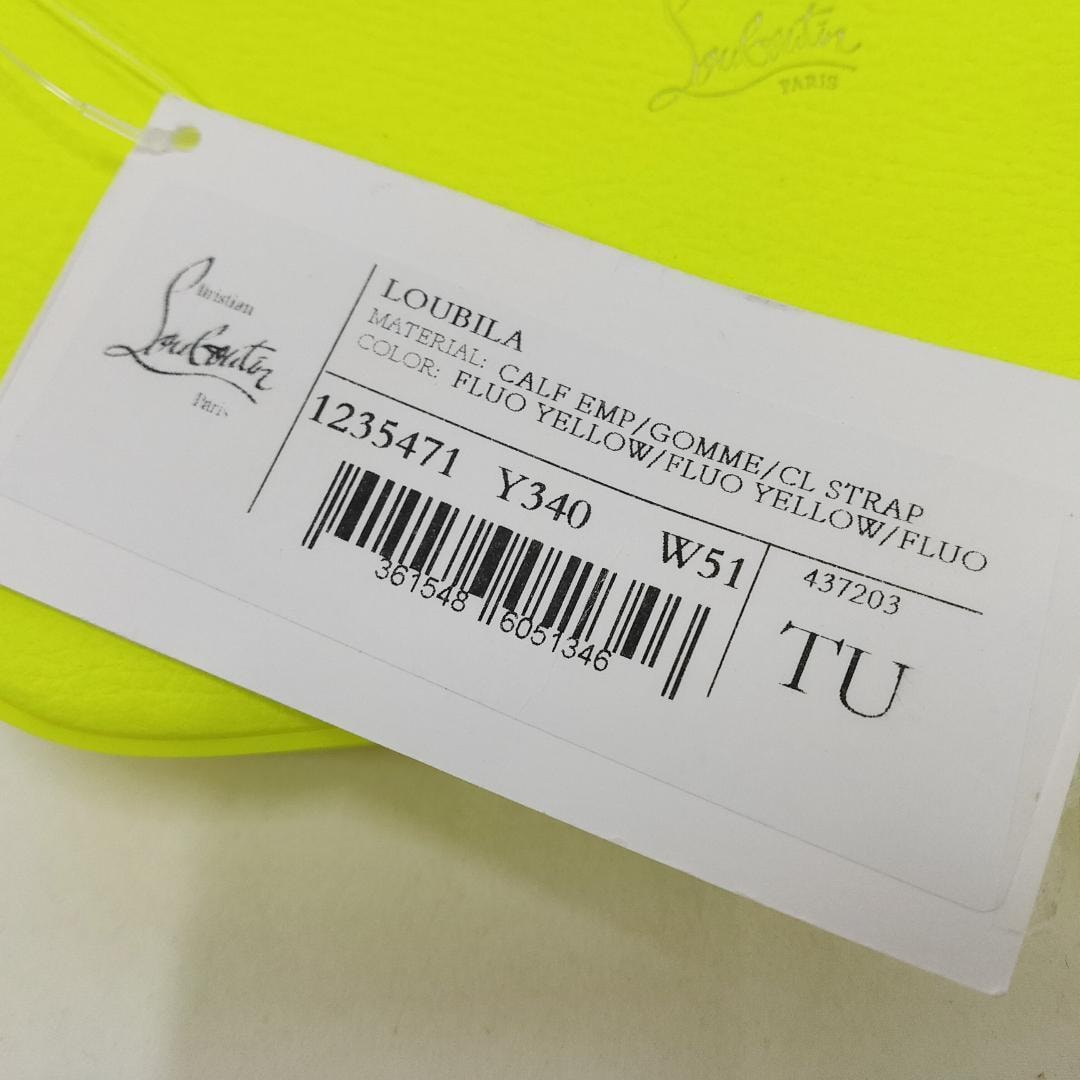 Louboutin
PARIS
Christian
Louboutin
Paris
LOUBILA
MATERIAL: CALF EMP/GOMME/CL STRAP
COLOR: FLUO YELLOW/FLUO YELLOW/FLUO
1235471 Y340 W51
437203
361548 6051346
TU